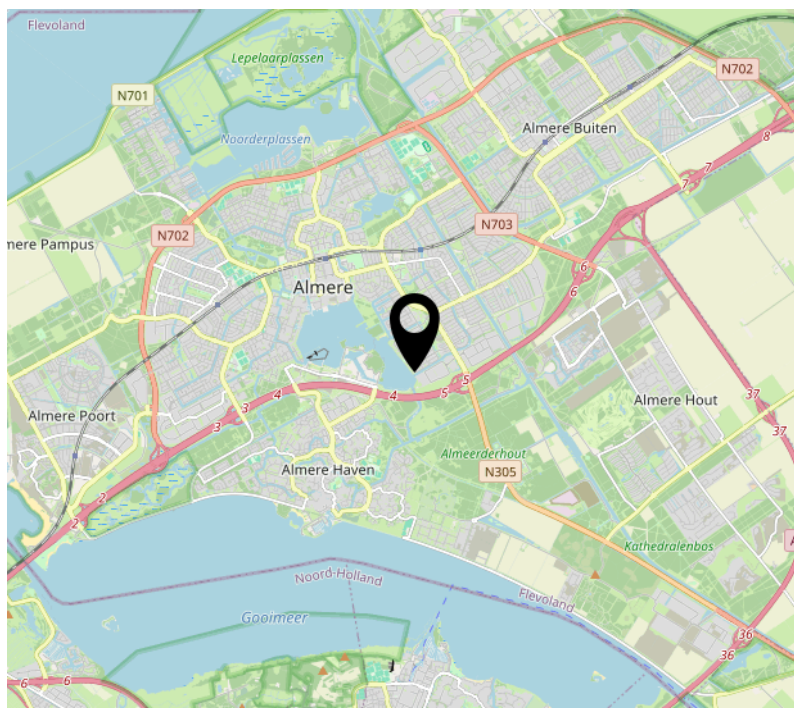 Flevoland
Lepelaarplassen
N701
N702
Almere Buiten
Noorderplassen
8
7
7
N702
N703
mere Pampus
6
6
Almere
37
4
4
5
5
3
3
Almere Hout
Almere Poort
37
Almeerderhout
Almere Haven
N305
2
2
A
Kathedralenbos
Noord-Holland
Flevoland
Gooimeer
36
36
6
6